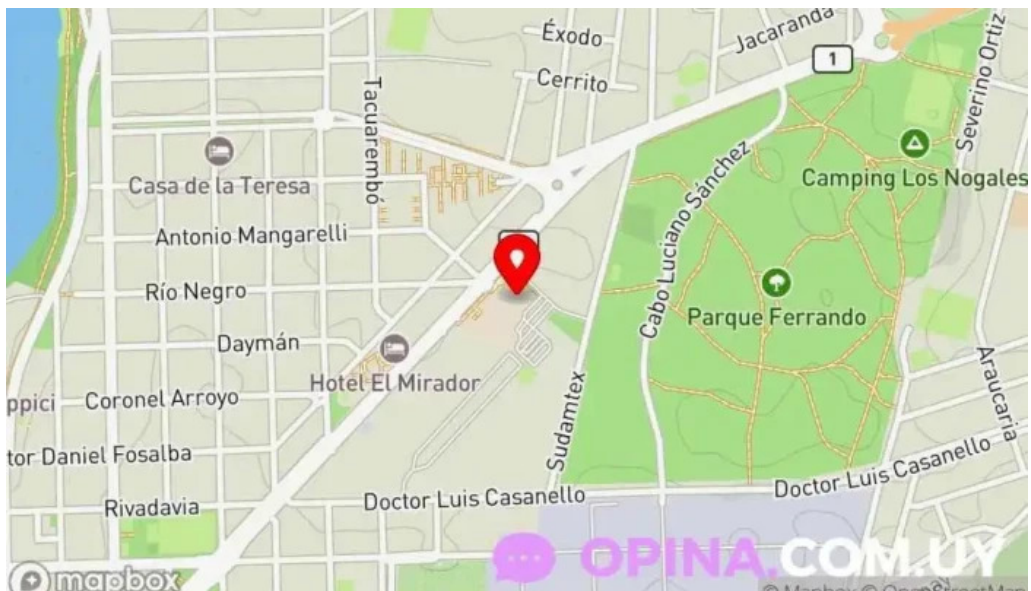 Éxodo
Jacaranda
1
Cerrito
Severino Ortiz
Tacuarembó
Cabo Luciano Sánchez
Casa de la Teresa
Camping Los Nogales
Antonio Mangarelli
Río Negro
Parque Ferrando
Daymán
Hotel El Mirador
Araucaria
ppici
Coronel Arroyo
Sudamtex
tor Daniel Fosalba
Doctor Luis Casanello
Doctor Luis Casanello
Rivadavia
OPINA.COM.UY
mapbox
© Mapbox © OpenStreetMap